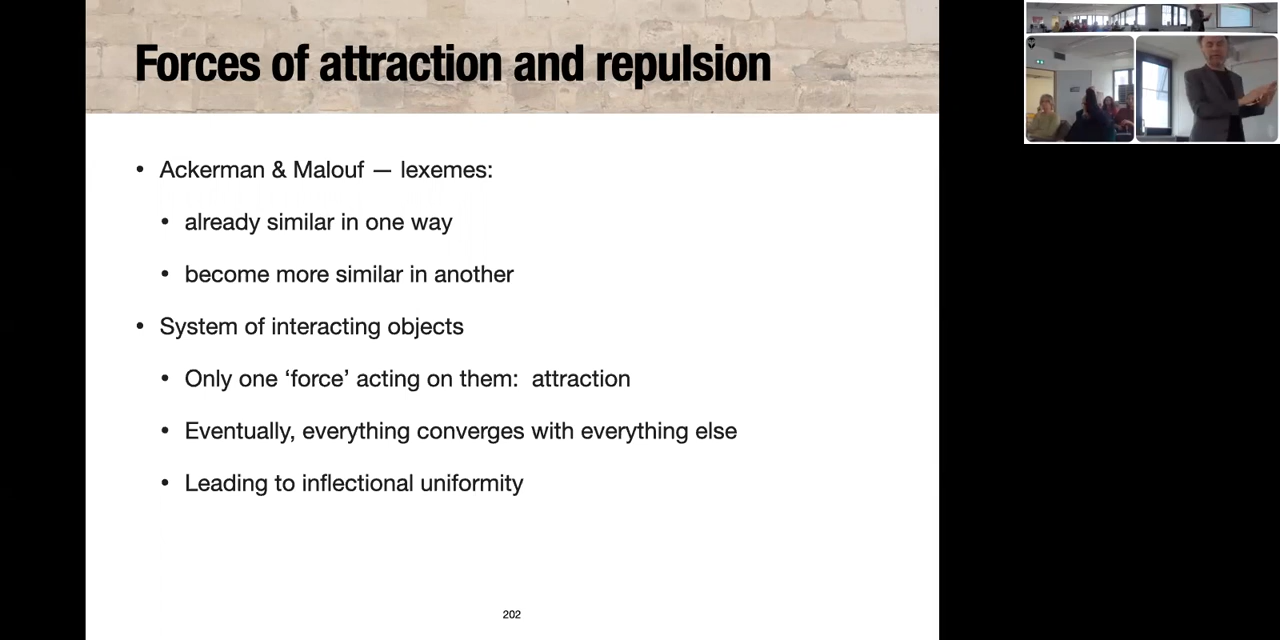 Forces of attraction and repulsion
• Ackerman & Malouf — lexemes:
• already similar in one way
• become more similar in another
• System of interacting objects
• Only one ‘force’ acting on them:  attraction
• Eventually, everything converges with everything else
• Leading to inflectional uniformity
202